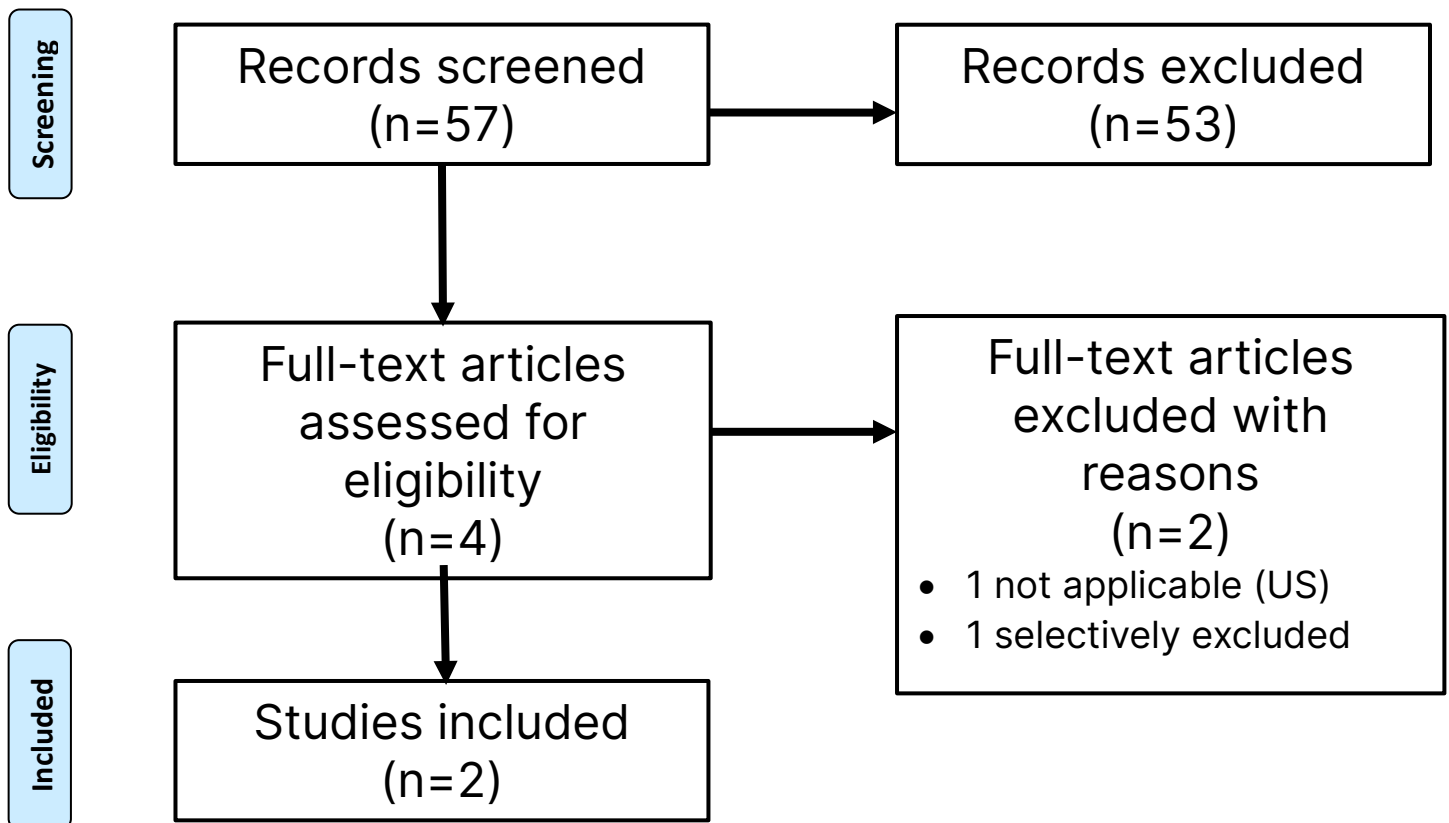 Screening
Records screened
(n=57)
Records excluded
(n=53)
Eligibility
Full-text articles
assessed for
eligibility
(n=4)
Full-text articles
excluded with
reasons
(n=2)
• 1 not applicable (US)
• 1 selectively excluded
Included
Studies included
(n=2)